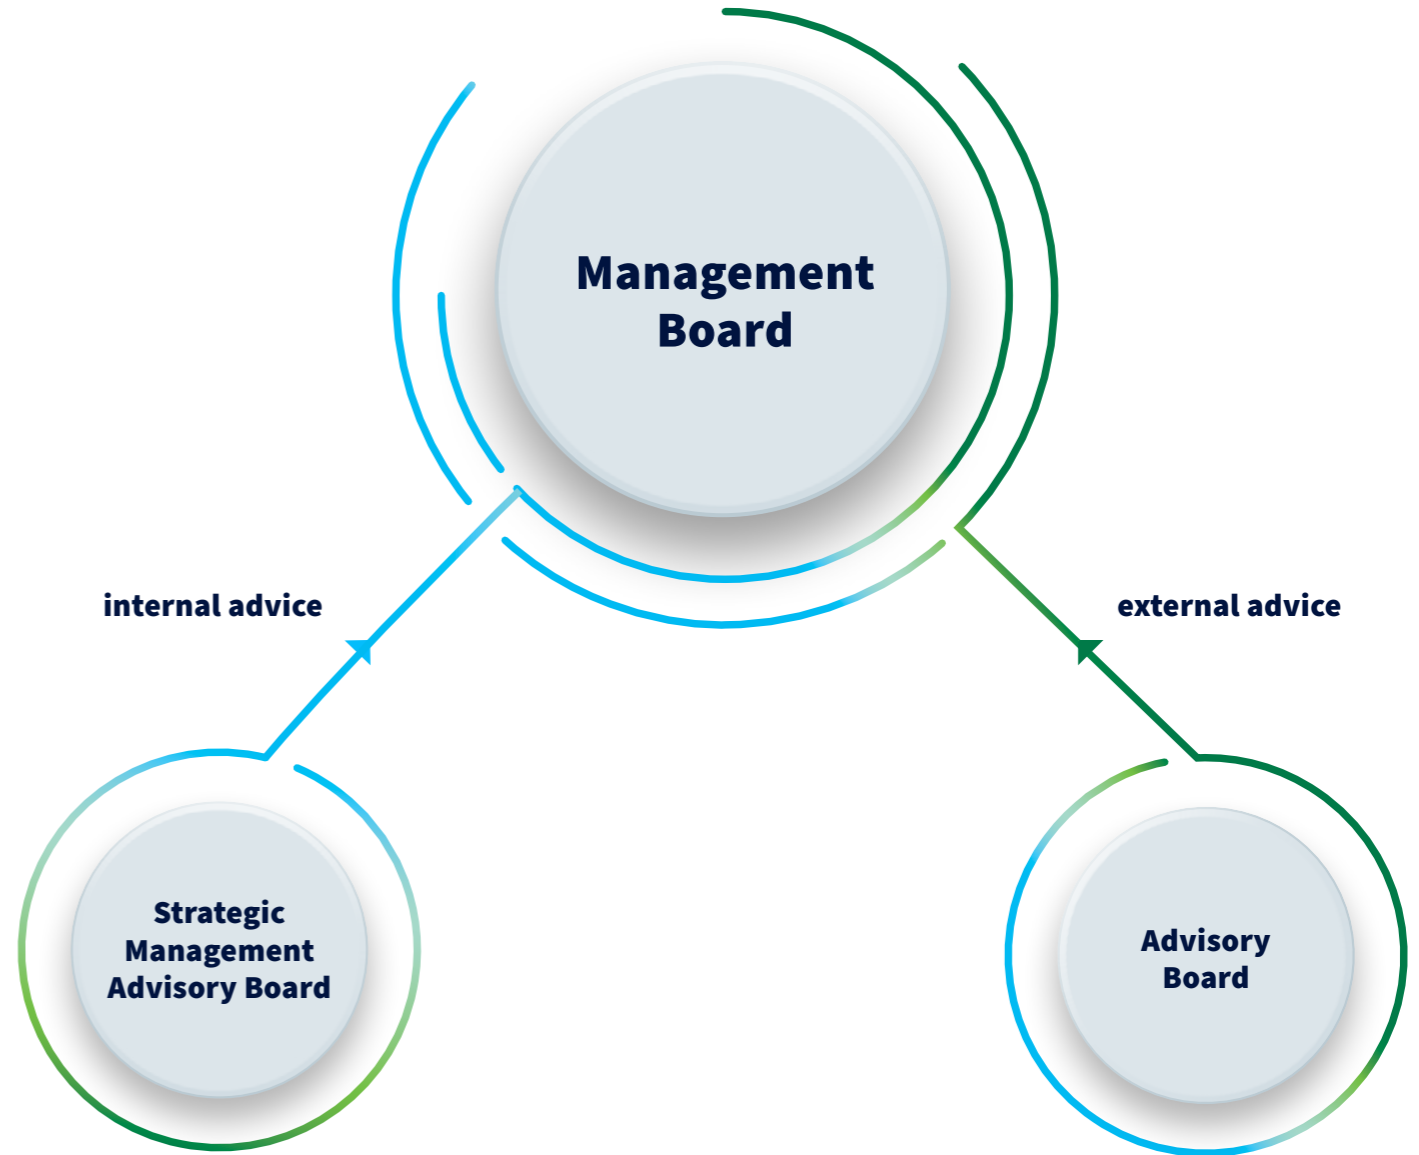 Management
Board
internal advice
external advice
Strategic
Management
Advisory Board
Advisory
Board